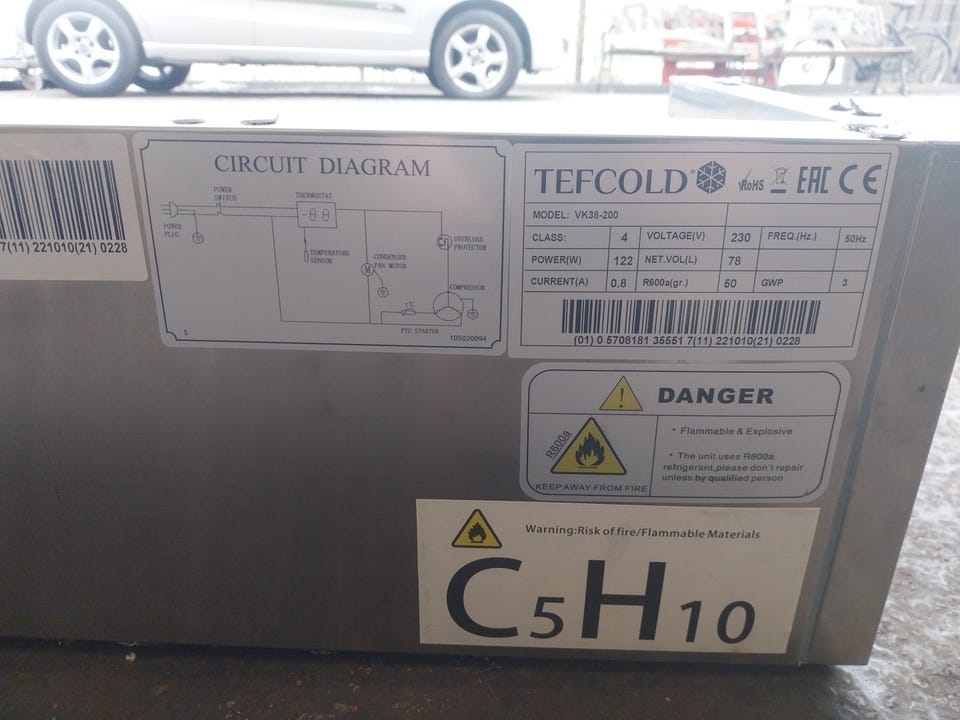 7(11) 221010(21) 0228
CIRCUIT DIAGRAM
POWER
SWITCH
THERMOSTAT
POWER
PLUG
TEMPERATURE
SENSOR
CONDENSER
FAN MOTOR
M
OVERLOAD
PROTECTOR
COMPRESSOR
t℃
PTC STARTER
5
105020094
TEFCOLD® RoHS EAC CE
MODEL: VK38-200
CLASS: 4 VOLTAGE(V) 230 FREQ.(Hz.) 50Hz
POWER(W) 122 NET.VOL(L) 78
CURRENT(A) 0.8 R600a(gr.) 50 GWP 3
(01) 0 5708181 35551 7(11) 221010(21) 0228
! DANGER
R600a
KEEP AWAY FROM FIRE
• Flammable & Explosive
• The unit uses R600a
refrigerant,please don't repair
unless by qualified person
Warning:Risk of fire/Flammable Materials
C5H10